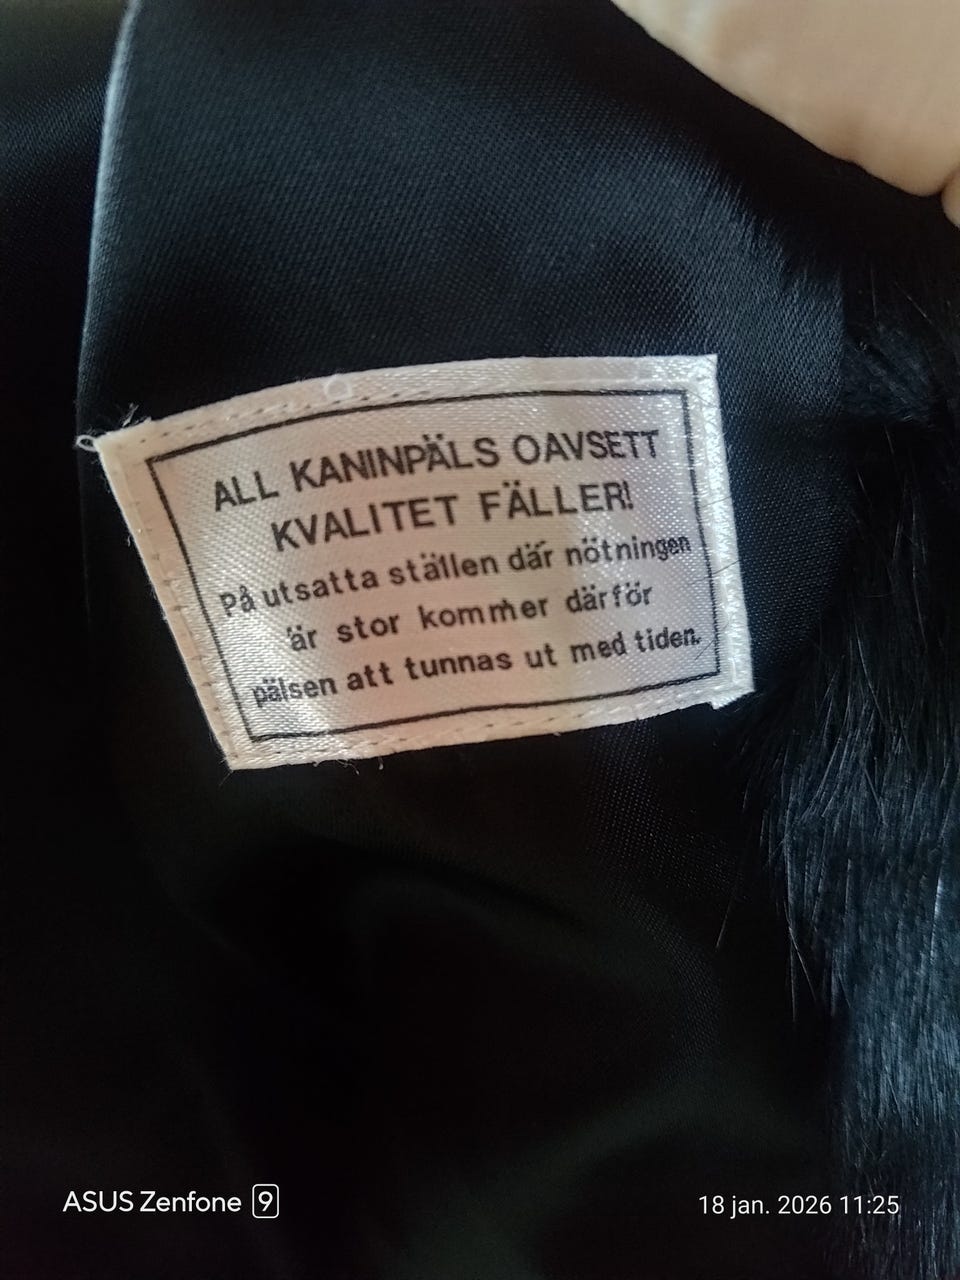 ALL KANINPÄLS OAVSETT
KVALITET FÄLLER!
På utsatta ställen där nötningen
är stor kommer därför
pälsen att tunnas ut med tiden.
ASUS Zenfone 9
18 jan. 2026 11:25